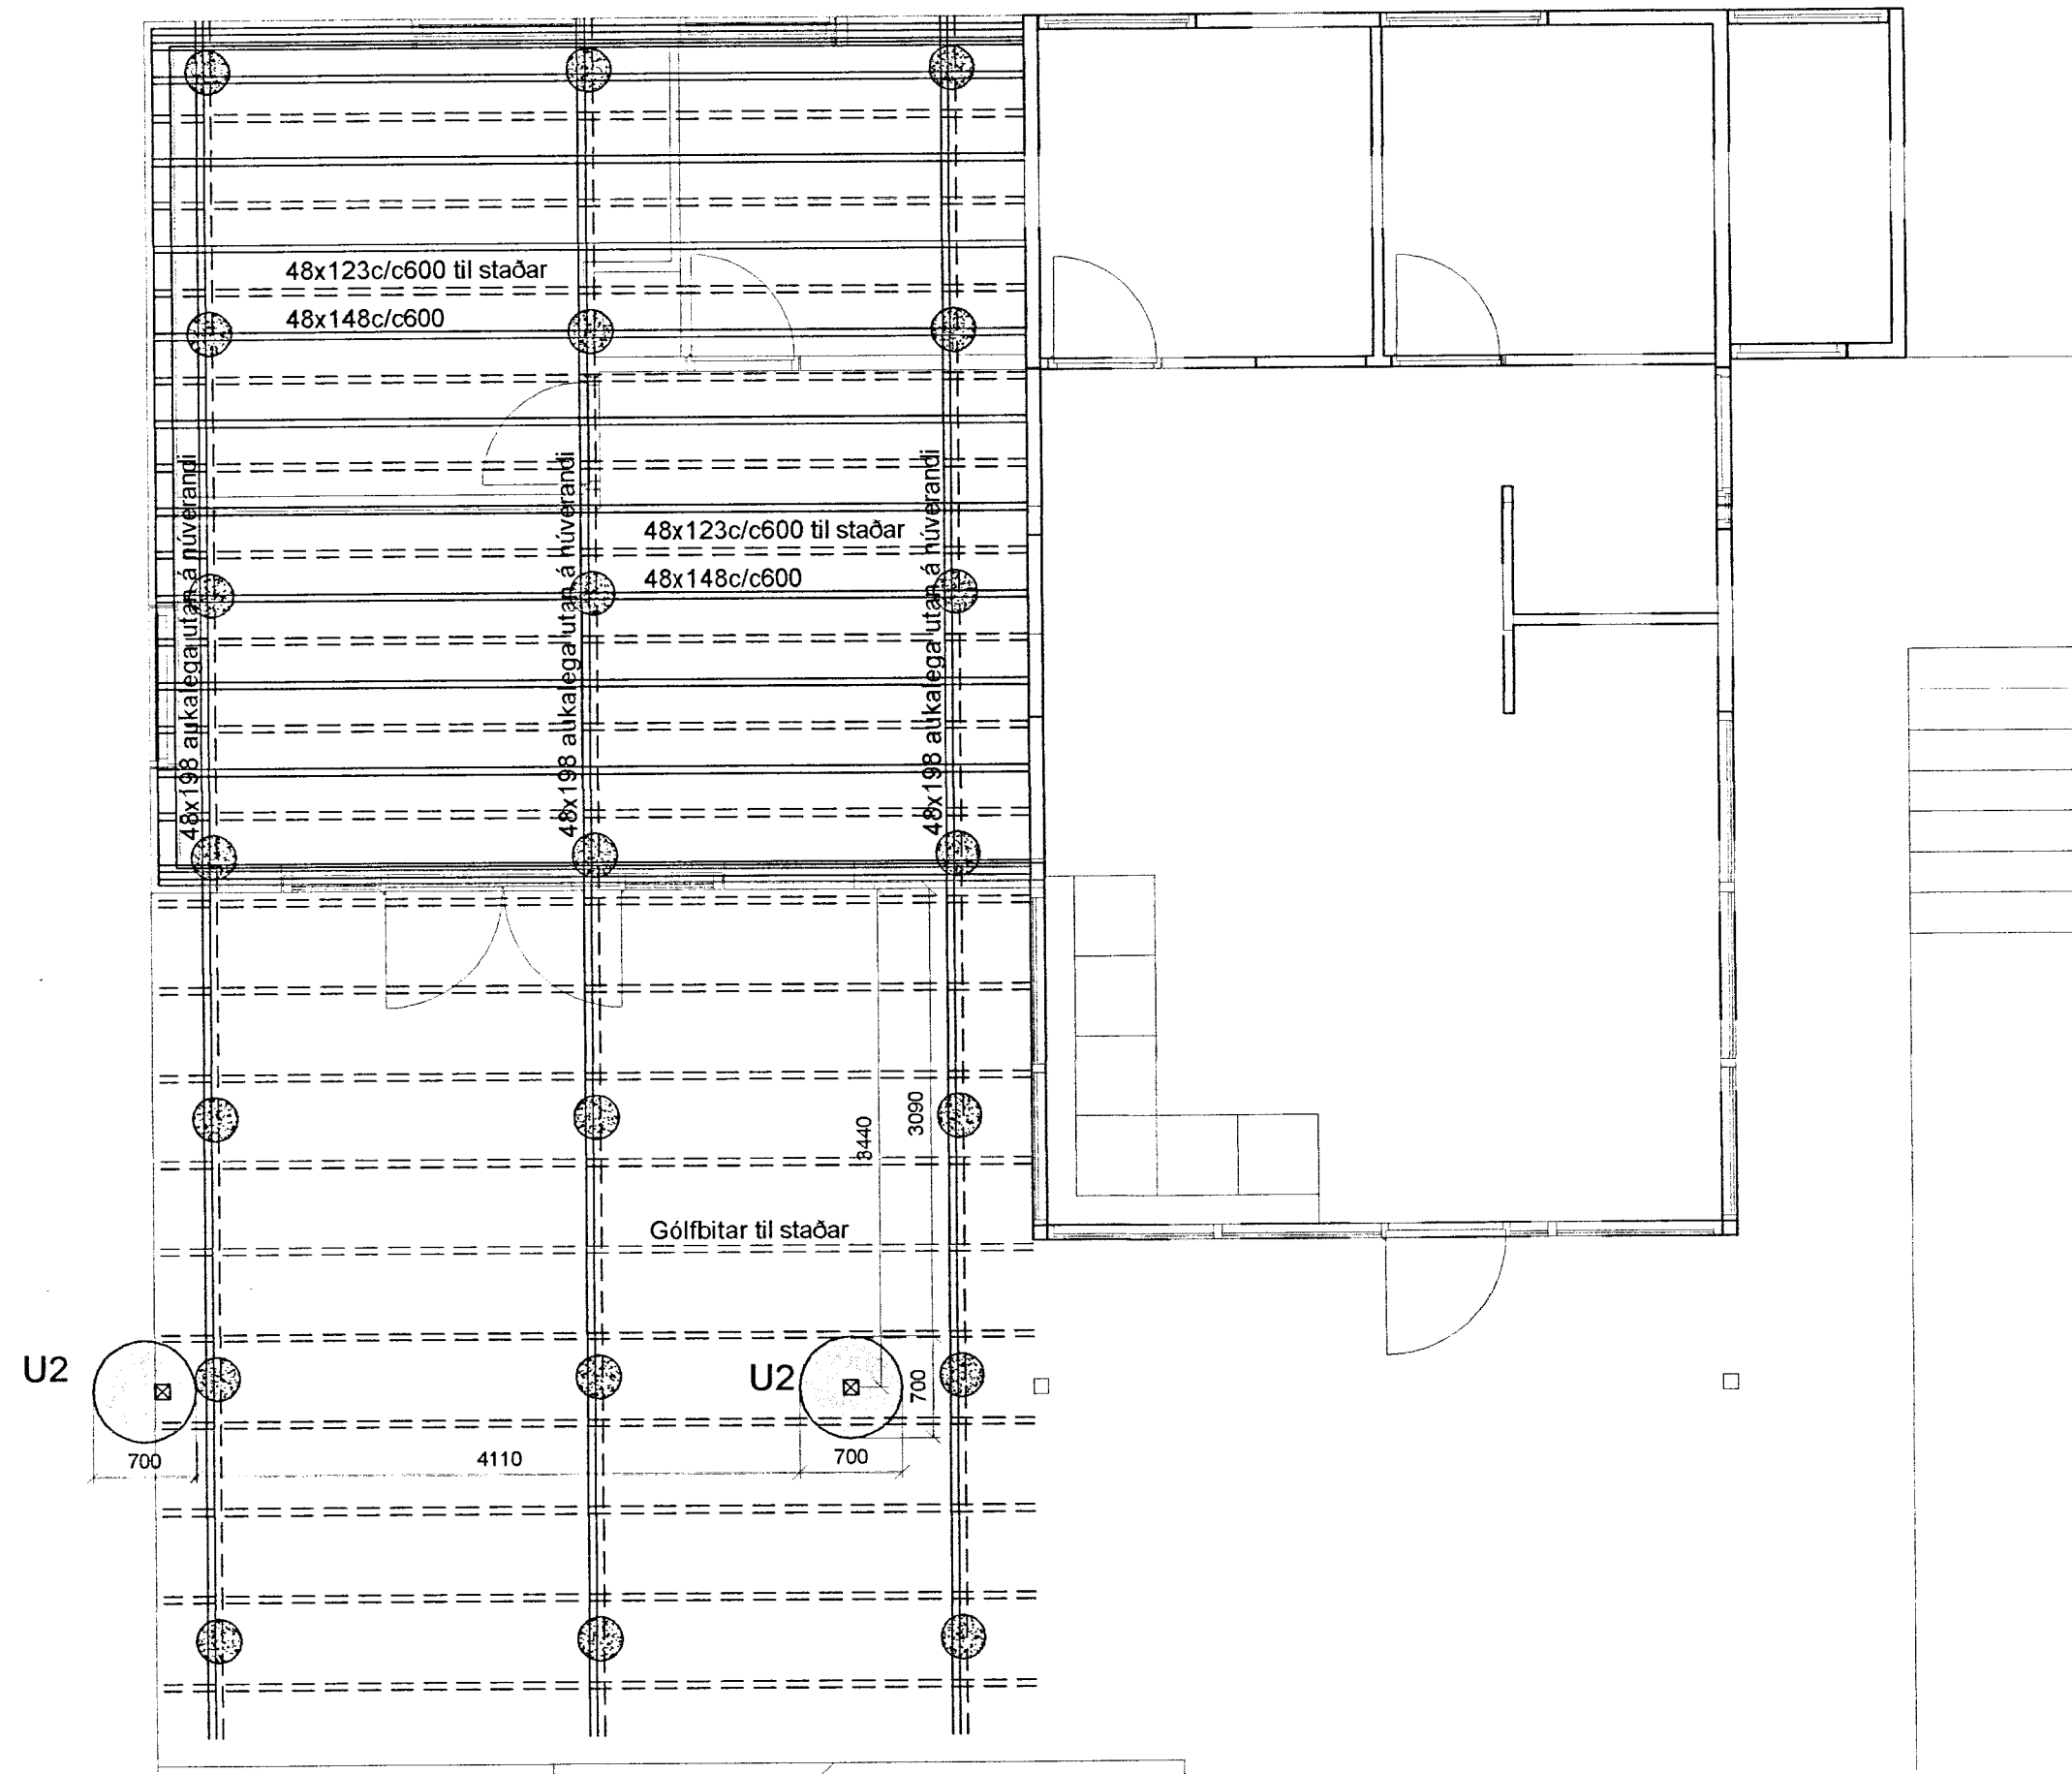 48x123c/c600 til staðar
48x148c/c600
48x198 aukalega utan á núverandi
48x198 aukalega utan á núverandi
48x198 aukalega utan á núverandi
48x123c/c600 til staðar
48x148c/c600
3440
3090
Gólfbitar til staðar
U2
U2
700
700
4110
700